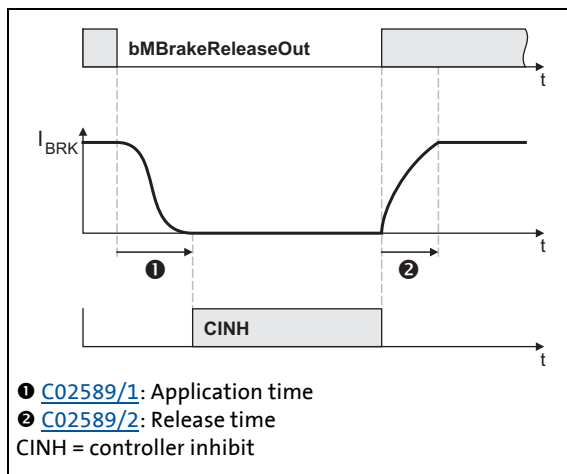 bMBrakeReleaseOut
t
I BRK
t
❶ ❷
CINH
t
❶ C02589/1: Application time
❷ C02589/2: Release time
CINH = controller inhibit